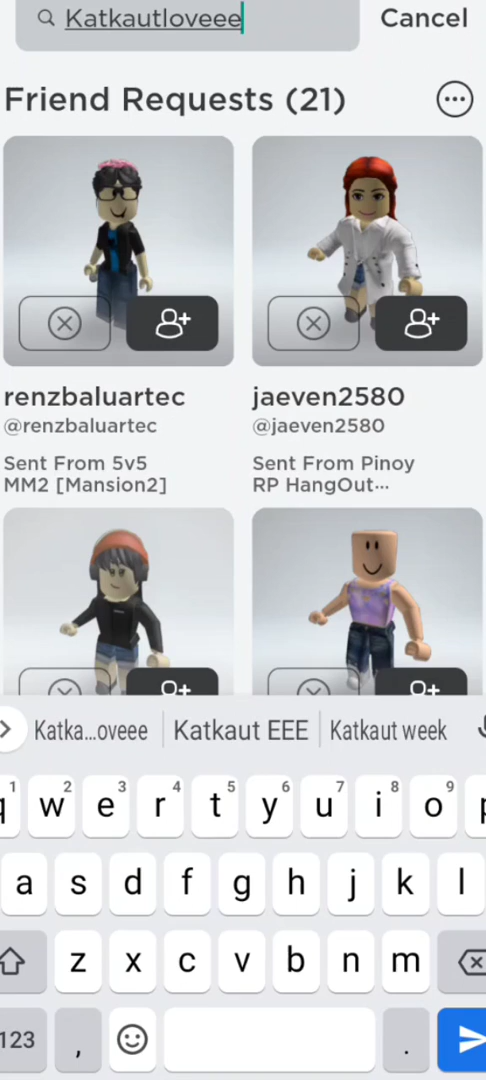 Katkautloveee Cancel
Friend Requests (21)
renzbaluartec jaeven2580
@renzbaluartec @jaeven2580
Sent From 5v5 Sent From Pinoy
MM2 [Mansion2] RP HangOut...
Katka...oveee Katkaut EEE Katkaut week
1 2 3 4 5 6 7 8 9
q w e r t y u i o p
a s d f g h j k l
z x c v b n m
123 , .